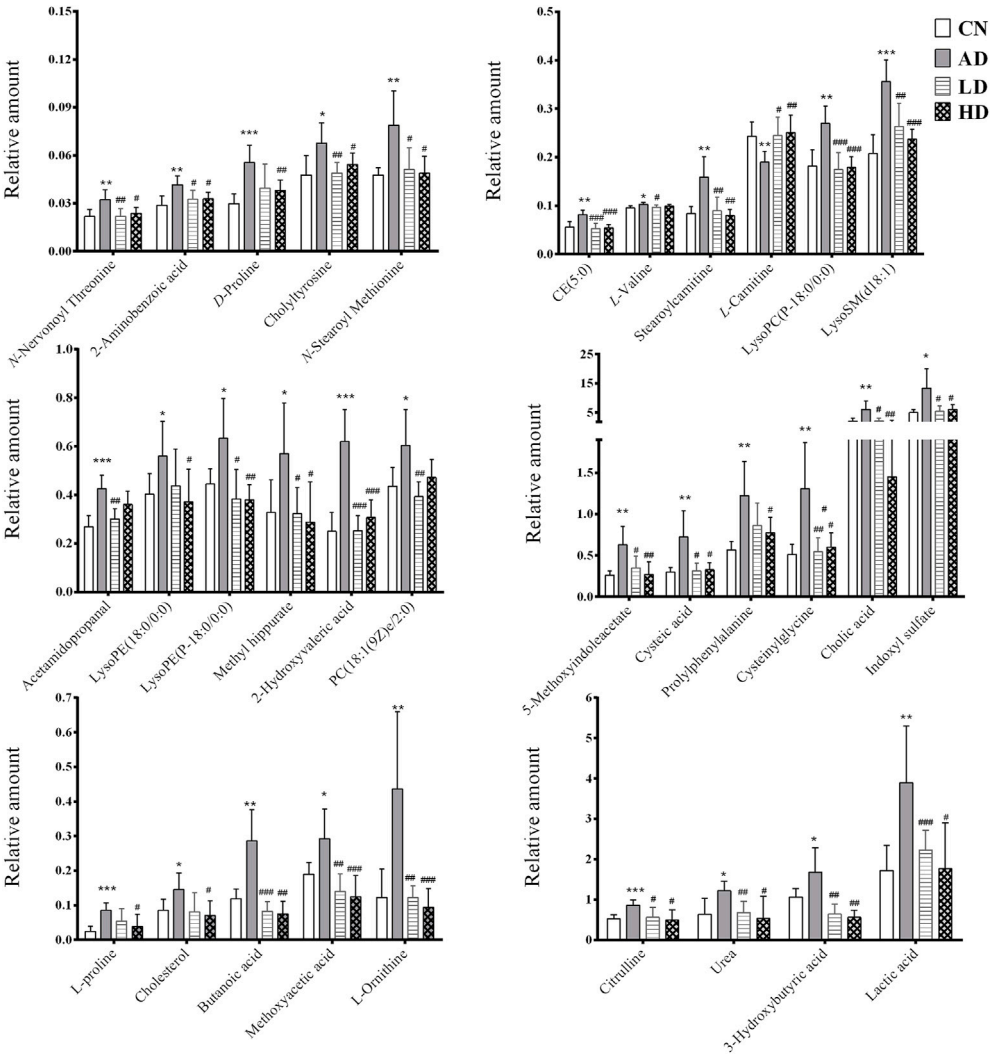 CN
AD
LD
HD
Relative amount
0.15
0.12
0.09
0.06
0.03
0.00
** ## #
** # #
*** ##
* ## #
** # #
N-Nervonoyl Threonine
2-Aminobenzoic acid
D-Proline
Cholyltyrosine
N-Stearoyl Methionine
Relative amount
0.5
0.4
0.3
0.2
0.1
0.0
** ### ###
* #
** ## ##
** # ##
** ### ###
*** ## ###
CE(5:0)
L-Valine
Stearoylcarnitine
L-Carnitine
LysoPC(P-18:0/0:0)
LysoSM(d18:1)
Relative amount
1.0
0.8
0.6
0.4
0.2
0.0
*** ##
* #
* # ##
* # #
*** ### ###
* ##
Acetamidopropanal
LysoPE(18:0/0:0)
LysoPE(P-18:0/0:0)
Methyl hippurate
2-Hydroxyvaleric acid
PC(18:1(9Z)e/2:0)
Relative amount
25
15
5
1.5
1.0
0.5
0.0
** # ##
** # #
** #
** ## # #
** # ##
* # #
5-Methoxyindoleacetate
Cysteic acid
Prolylphenylalanine
Cysteinylglycine
Cholic acid
Indoxyl sulfate
Relative amount
0.7
0.6
0.5
0.4
0.3
0.2
0.1
0.0
*** #
* #
** ### ##
* ## ###
** ## ###
L-proline
Cholesterol
Butanoic acid
Methoxyacetic acid
L-Ornithine
Relative amount
6
5
4
3
2
1
0
*** # #
* ## #
* ## ##
** ### #
Citrulline
Urea
3-Hydroxybutyric acid
Lactic acid